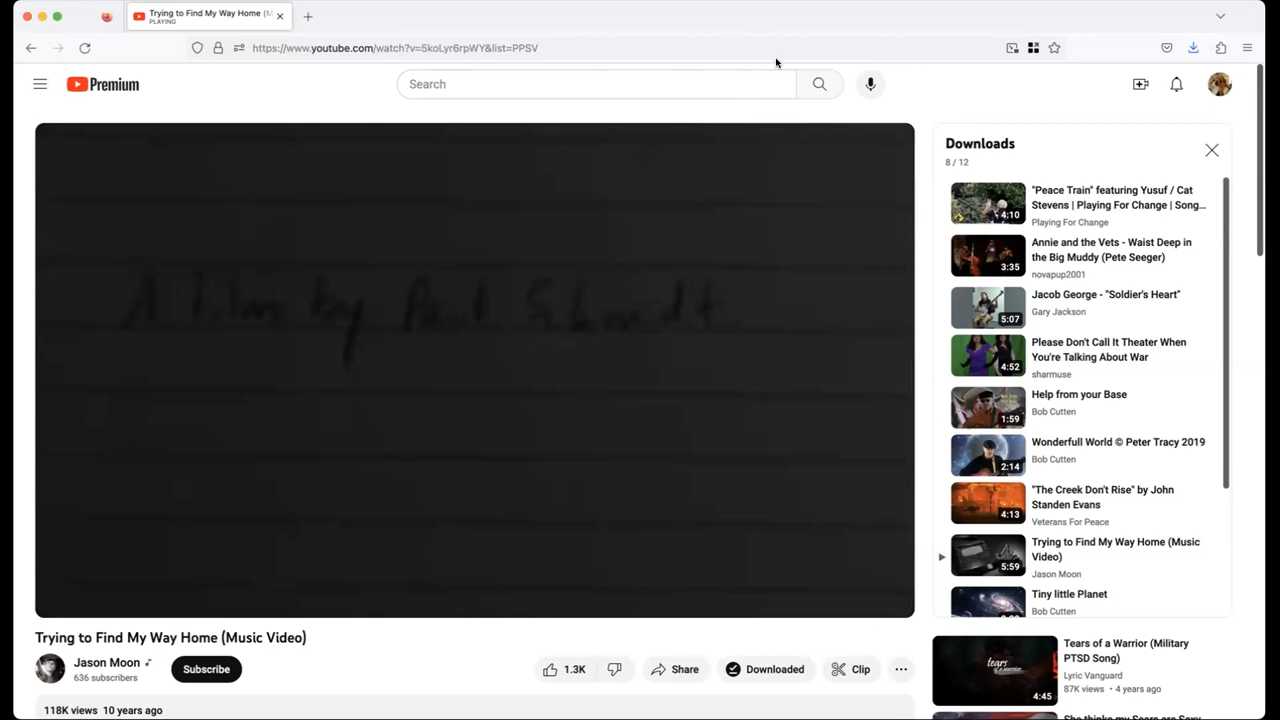 Trying to Find My Way Home (M
PLAYING
https://www.youtube.com/watch?v=5koLyr6rpWY&list=PPSV
Premium
Search
A Film by Paul Schmidt
Downloads
8 / 12
"Peace Train" featuring Yusuf / Cat
Stevens | Playing For Change | Song...
Playing For Change
4:10
Annie and the Vets - Waist Deep in
the Big Muddy (Pete Seeger)
novapup2001
3:35
Jacob George - "Soldier's Heart"
Gary Jackson
5:07
Please Don't Call It Theater When
You're Talking About War
sharmuse
4:52
Help from your Base
Bob Cutten
1:59
Wonderfull World © Peter Tracy 2019
Bob Cutten
2:14
"The Creek Don't Rise" by John
Standen Evans
Veterans For Peace
4:13
Trying to Find My Way Home (Music
Video)
Jason Moon
5:59
Tiny little Planet
Bob Cutten
Trying to Find My Way Home (Music Video)
Jason Moon
636 subscribers
Subscribe
1.3K
Share
Downloaded
Clip
118K views 10 years ago
Tears of a Warrior (Military
PTSD Song)
Lyric Vanguard
87K views • 4 years ago
tears
of a warrior
4:45